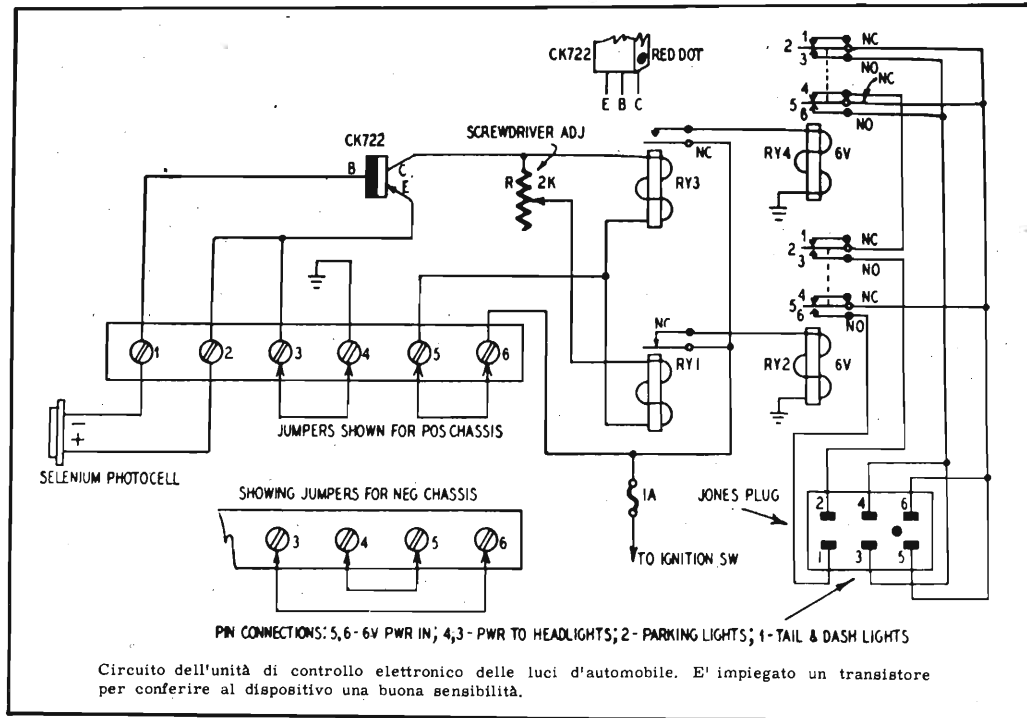 CK722
RED DOT
E B C
1
2
3
NC
NO
NC
4
5
6
NO
SCREWDRIVER ADJ
CK722
B
C
E
R
2K
NC
RY3
RY4
6V
1
2
3
NC
NO
4
5
6
NC
NO
NC
RY1
RY2
6V
1
2
3
4
5
6
JUMPERS SHOWN FOR POS CHASSIS
-
+
SELENIUM PHOTOCELL
SHOWING JUMPERS FOR NEG CHASSIS
3
4
5
6
1A
TO IGNITION SW
JONES PLUG
2 4 6
1 3 5
PIN CONNECTIONS: 5,6-6V PWR IN; 4,3-PWR TO HEADLIGHTS; 2-PARKING LIGHTS; 1-TAIL & DASH LIGHTS
Circuito dell'unità di controllo elettronico delle luci d'automobile. E' impiegato un transistore
per conferire al dispositivo una buona sensibilità.